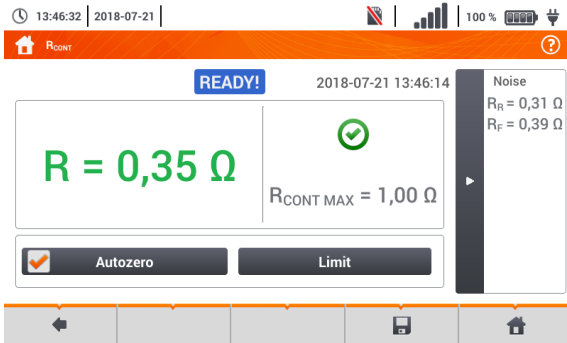 13:46:32 2018-07-21 100 %
RCONT ?
READY! 2018-07-21 13:46:14
Noise
RR = 0,31 Ω
RF = 0,39 Ω
R = 0,35 Ω
RCONT MAX = 1,00 Ω
Autozero Limit